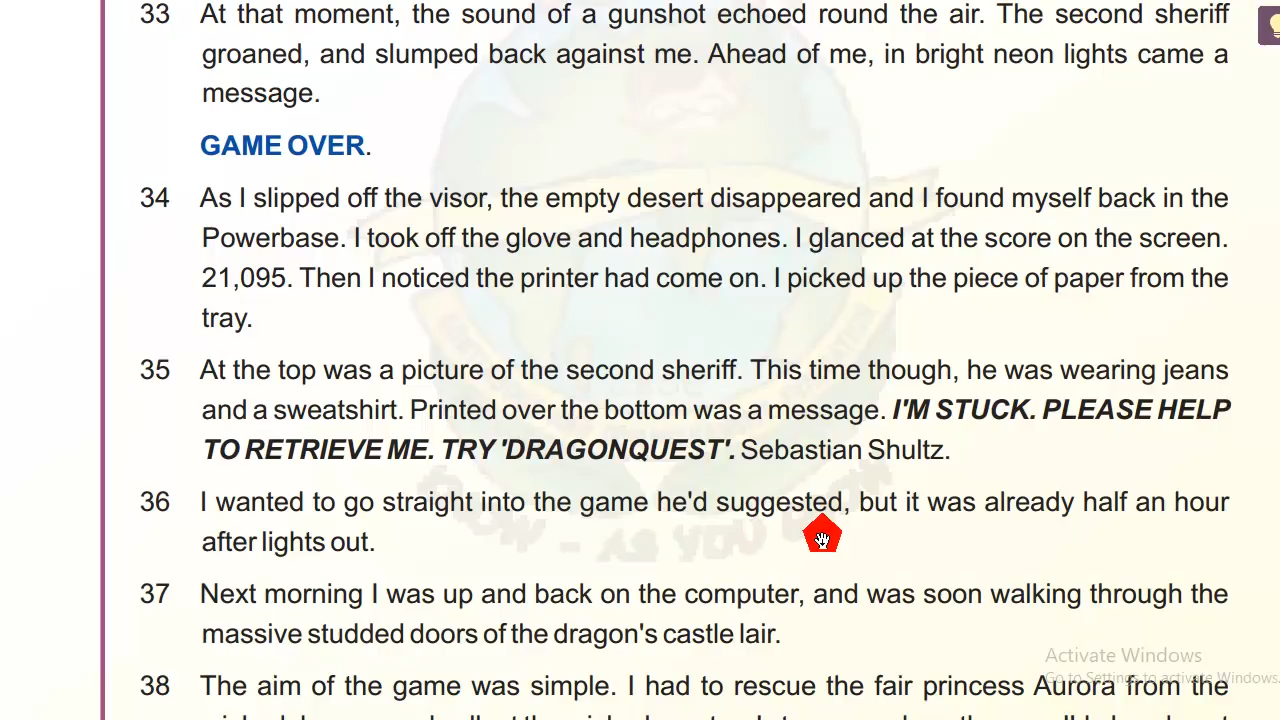 33 At that moment, the sound of a gunshot echoed round the air. The second sheriff
groaned, and slumped back against me. Ahead of me, in bright neon lights came a
message.
GAME OVER.
34 As I slipped off the visor, the empty desert disappeared and I found myself back in the
Powerbase. I took off the glove and headphones. I glanced at the score on the screen.
21,095. Then I noticed the printer had come on. I picked up the piece of paper from the
tray.
35 At the top was a picture of the second sheriff. This time though, he was wearing jeans
and a sweatshirt. Printed over the bottom was a message. I'M STUCK. PLEASE HELP
TO RETRIEVE ME. TRY 'DRAGONQUEST'. Sebastian Shultz.
36 I wanted to go straight into the game he'd suggested, but it was already half an hour
after lights out.
37 Next morning I was up and back on the computer, and was soon walking through the
massive studded doors of the dragon's castle lair.
Activate Windows
Go to Settings to activate Windows.
38 The aim of the game was simple. I had to rescue the fair princess Aurora from the